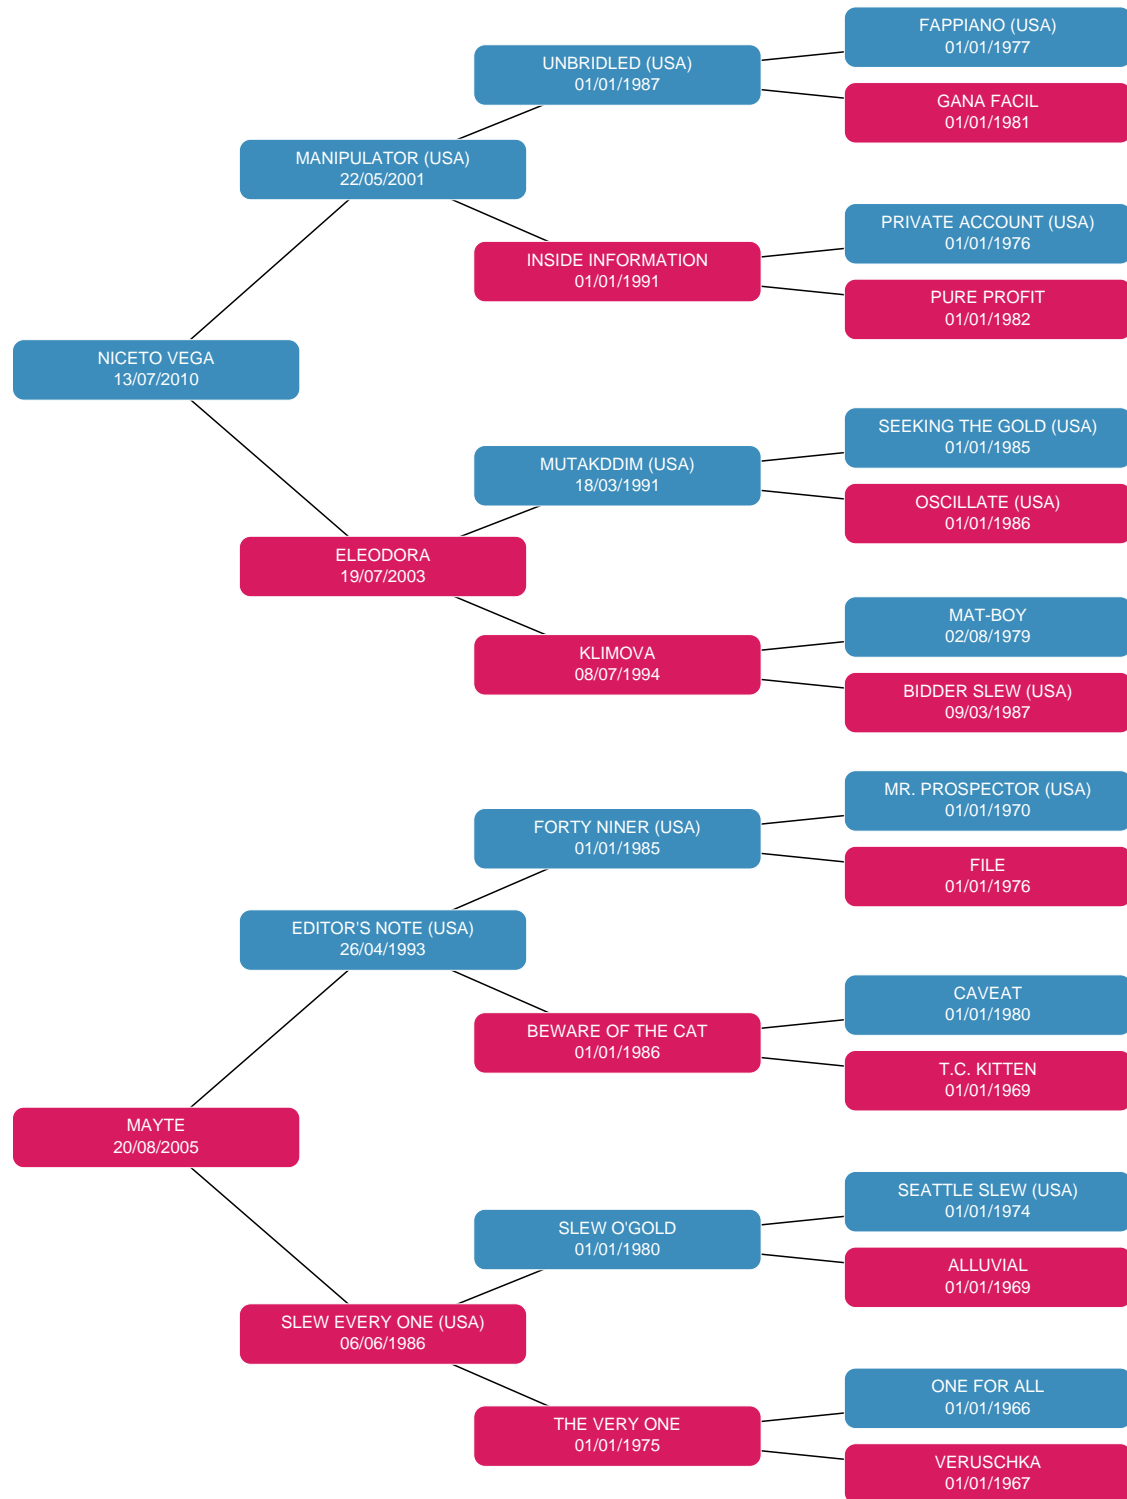 FAPPIANO (USA)
01/01/1977
UNBRIDLED (USA)
01/01/1987
GANA FACIL
01/01/1981
MANIPULATOR (USA)
22/05/2001
PRIVATE ACCOUNT (USA)
01/01/1976
INSIDE INFORMATION
01/01/1991
PURE PROFIT
01/01/1982
NICETO VEGA
13/07/2010
SEEKING THE GOLD (USA)
01/01/1985
MUTAKDDIM (USA)
18/03/1991
OSCILLATE (USA)
01/01/1986
ELEODORA
19/07/2003
MAT-BOY
02/08/1979
KLIMOVA
08/07/1994
BIDDER SLEW (USA)
09/03/1987
MR. PROSPECTOR (USA)
01/01/1970
FORTY NINER (USA)
01/01/1985
FILE
01/01/1976
EDITOR'S NOTE (USA)
26/04/1993
CAVEAT
01/01/1980
BEWARE OF THE CAT
01/01/1986
T.C. KITTEN
01/01/1969
MAYTE
20/08/2005
SEATTLE SLEW (USA)
01/01/1974
SLEW O'GOLD
01/01/1980
ALLUVIAL
01/01/1969
SLEW EVERY ONE (USA)
06/06/1986
ONE FOR ALL
01/01/1966
THE VERY ONE
01/01/1975
VERUSCHKA
01/01/1967